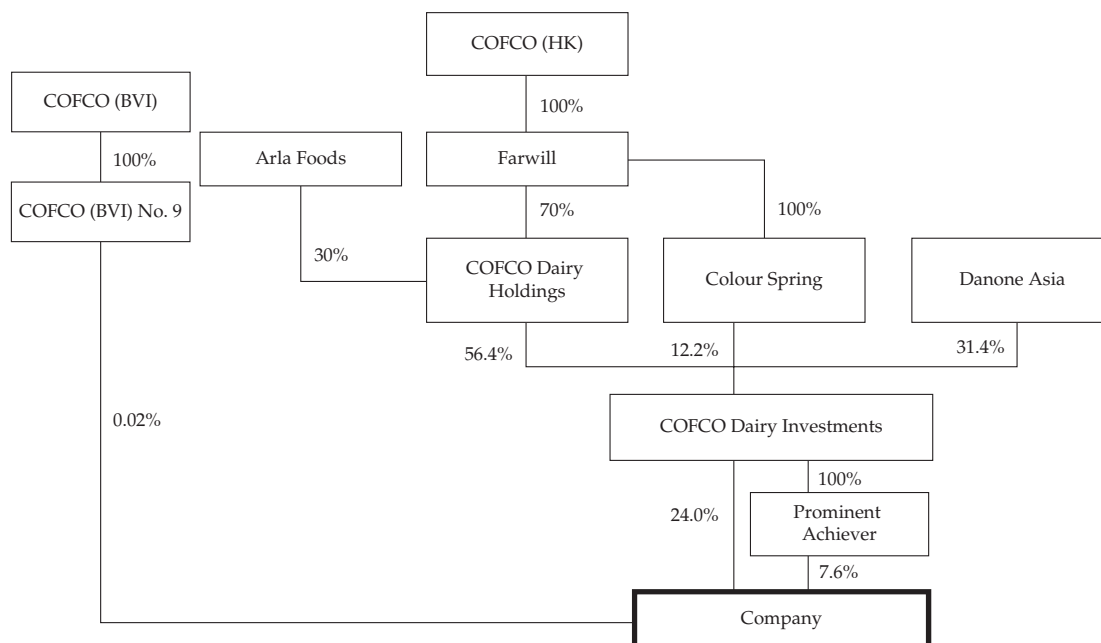 COFCO (HK)
COFCO (BVI)
100%
100%
Arla Foods
Farwill
COFCO (BVI) No. 9
70%
100%
30%
COFCO Dairy
Holdings
Colour Spring
Danone Asia
56.4%
12.2%
31.4%
0.02%
COFCO Dairy Investments
100%
24.0%
Prominent
Achiever
7.6%
Company